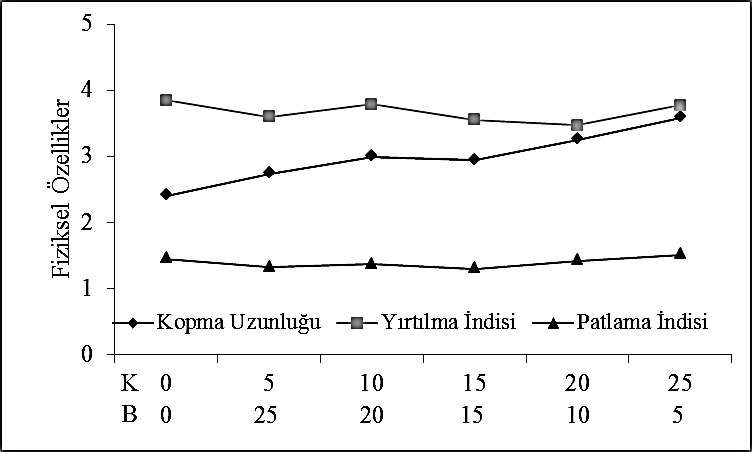 5
4
3
2
1
0
Fiziksel Özellikler
Kopma Uzunluğu Yırtılma İndisi Patlama İndisi
K 0 5 10 15 20 25
B 0 25 20 15 10 5